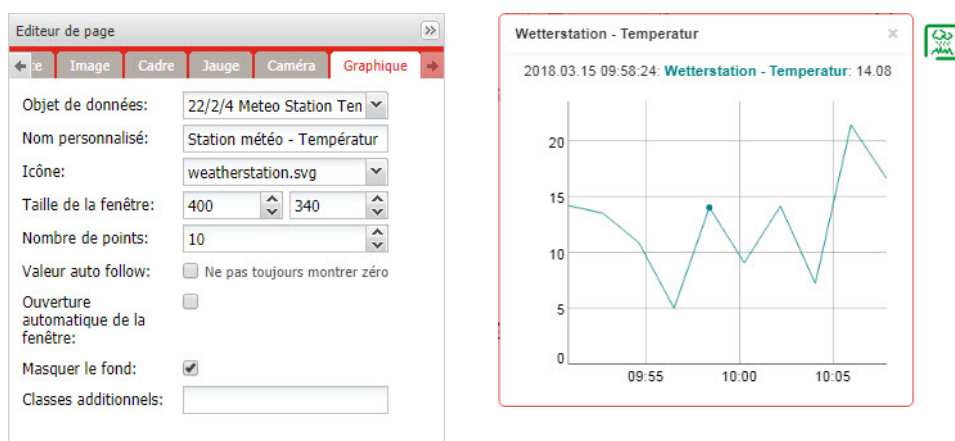 Editeur de page
Image Cadre Jauge Caméra Graphique
Objet de données: 22/2/4 Meteo Station Ten
Nom personnalisé: Station météo - Températur
Icône: weatherstation.svg
Taille de la fenêtre: 400 340
Nombre de points: 10
Valeur auto follow: Ne pas toujours montrer zéro
Ouverture
automatique de la
fenêtre:
Masquer le fond:
Classes additionnels:
Wetterstation - Temperatur ×
2018.03.15 09:58:24: Wetterstation - Temperatur: 14.08
20
15
10
5
0
09:55 10:00 10:05